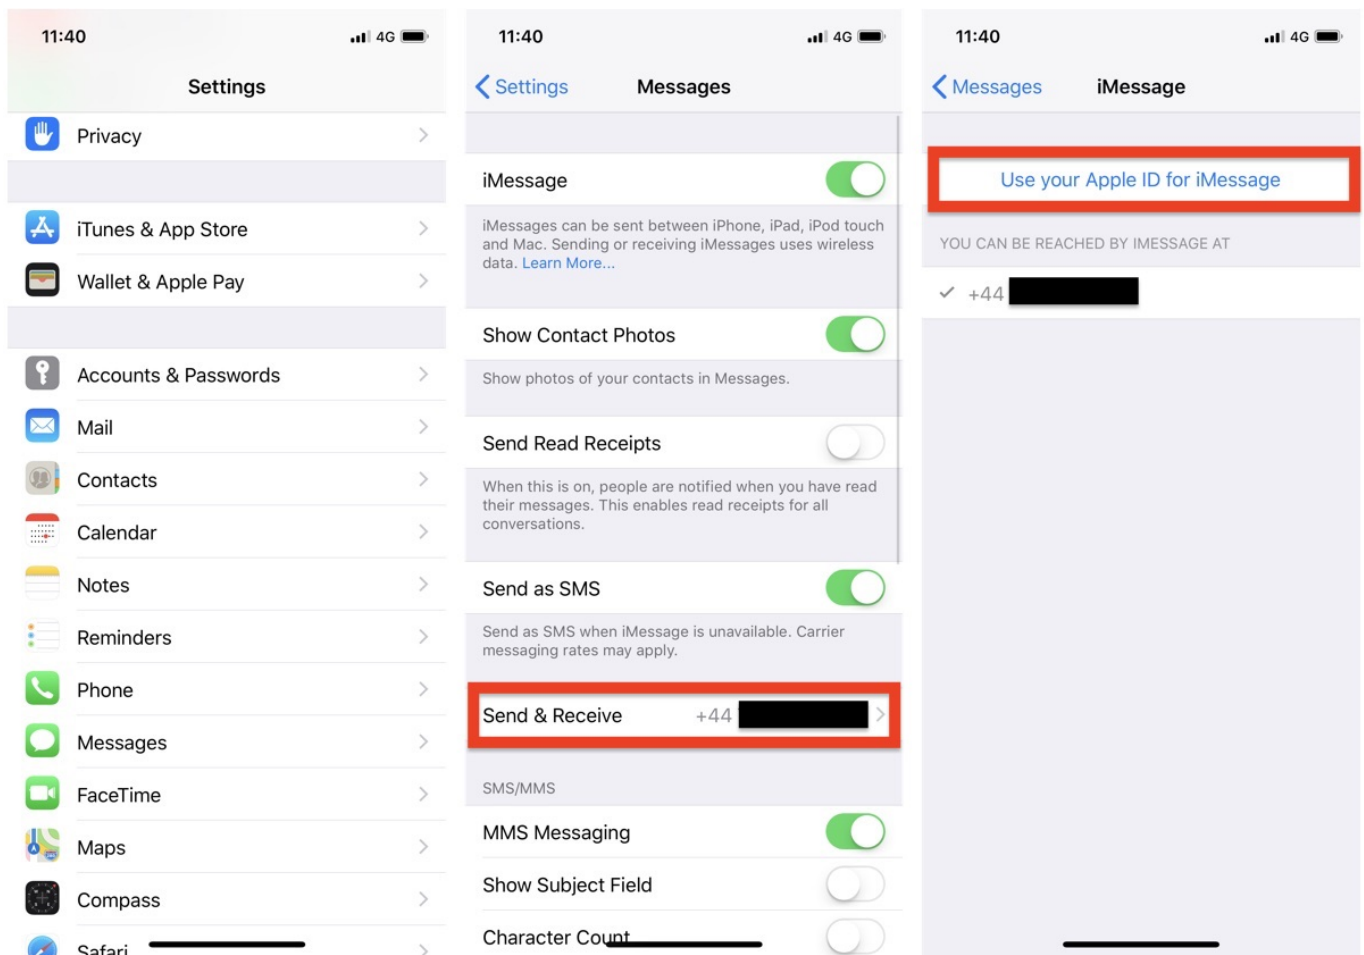 11:40
4G
Settings
Privacy
iTunes & App Store
Wallet & Apple Pay
Accounts & Passwords
Mail
Contacts
Calendar
Notes
Reminders
Phone
Messages
FaceTime
Maps
Compass
Safari
11:40
4G
Settings
Messages
iMessage
iMessages can be sent between iPhone, iPad, iPod touch
and Mac. Sending or receiving iMessages uses wireless
data. Learn More...
Show Contact Photos
Show photos of your contacts in Messages.
Send Read Receipts
When this is on, people are notified when you have read
their messages. This enables read receipts for all
conversations.
Send as SMS
Send as SMS when iMessage is unavailable. Carrier
messaging rates may apply.
Send & Receive +44
SMS/MMS
MMS Messaging
Show Subject Field
Character Count
11:40
4G
Messages
iMessage
Use your Apple ID for iMessage
YOU CAN BE REACHED BY IMESSAGE AT
+44